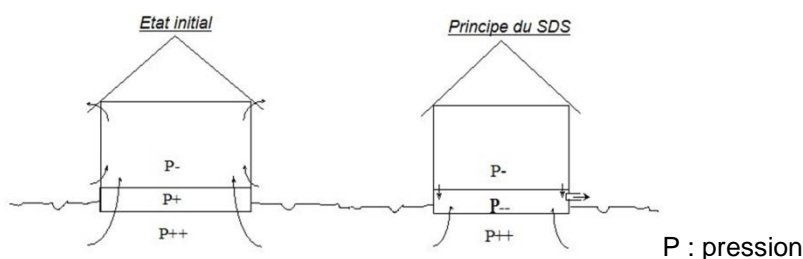 Etat initial
Principe du SDS
P-
P+
P++
P-
P--
P++
P : pression